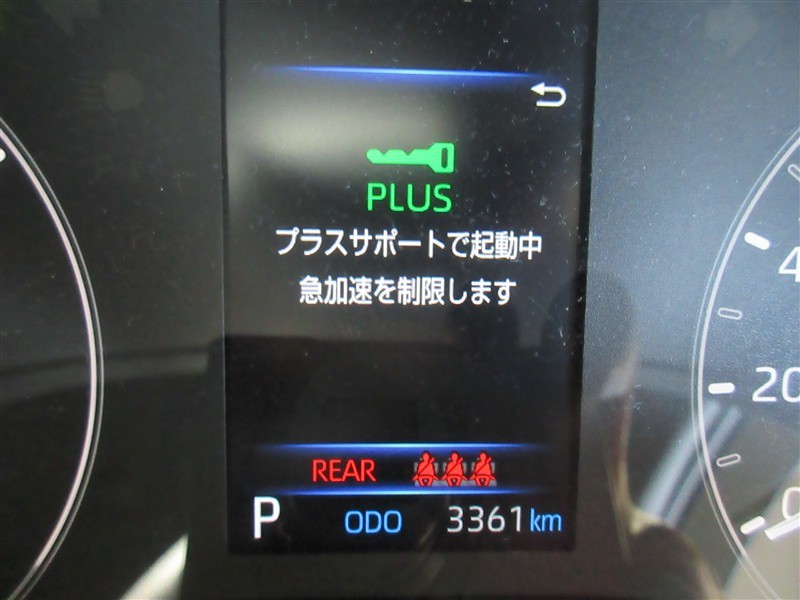 PLUS
プラスサポートで起動中
急加速を制限します
REAR
P ODO 3361 km
20